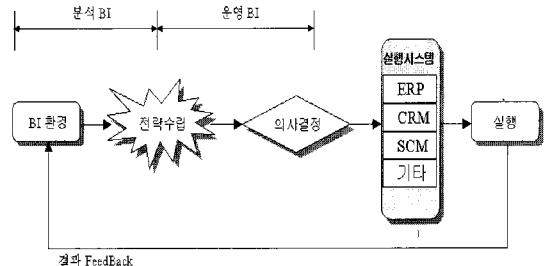 분석 BI
운영 BI
실행시스템
ERP
CRM
SCM
기타
BI 환경
전략수립
의사결정
실행
결과 FeedBack